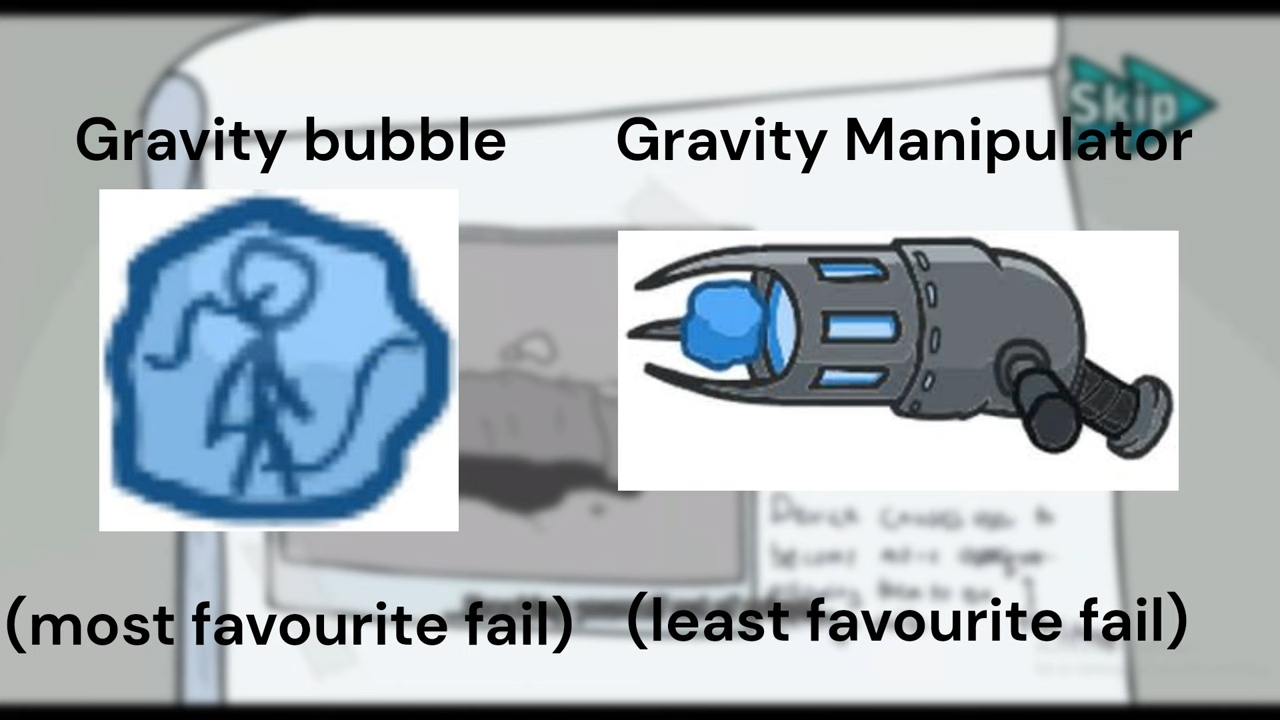 Skip
Gravity bubble
Gravity Manipulator
(most favourite fail)
(least favourite fail)